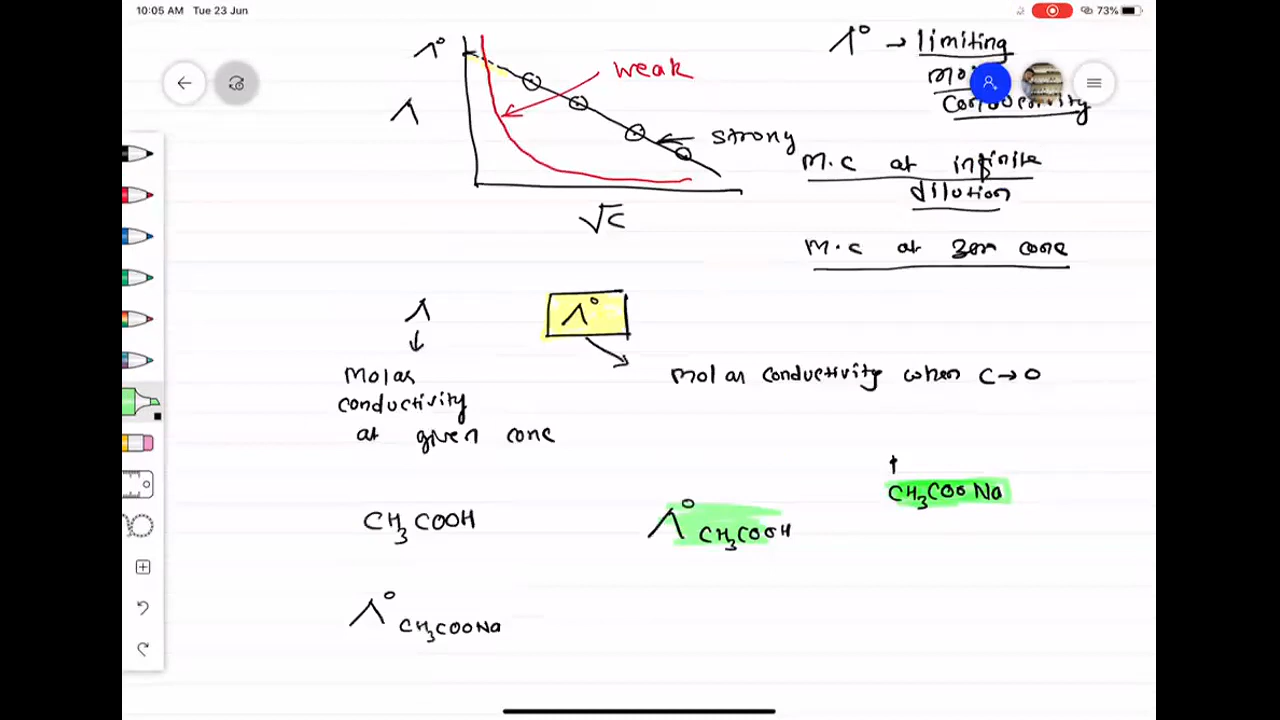 10:05 AM Tue 23 Jun
73%
Λ° → limiting
Λ°
weak
Conductivity
Λ
strong
M.C at infinite
dilution
√C
M.C at zero conc
Λ
Λ°
Molar
conductivity
at given conc
Molar conductivity when C→0
CH₃COONa
CH₃COOH
Λ° CH₃COOH
Λ° CH₃COONa